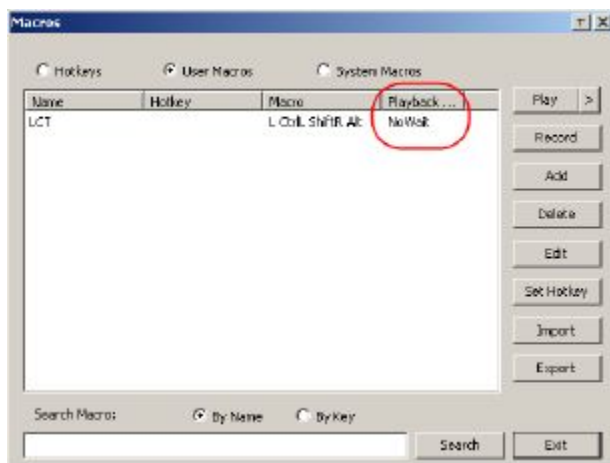 Macros
Hotkeys User Macros System Macros
Name Hotkey Macro Playback ...
LCT L Ctrl, ShiftR Alt NoWait
Play >
Record
Add
Delete
Edit
Set Hotkey
Import
Export
Search Macro: By Name By Key
Search Exit